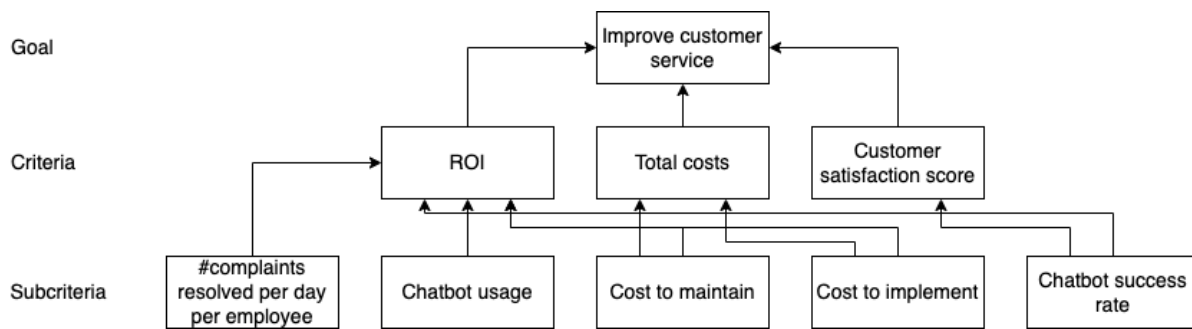 Goal
Improve customer
service
Criteria
ROI
Total costs
Customer
satisfaction score
Subcriteria
#complaints
resolved per day
per employee
Chatbot usage
Cost to maintain
Cost to implement
Chatbot success
rate